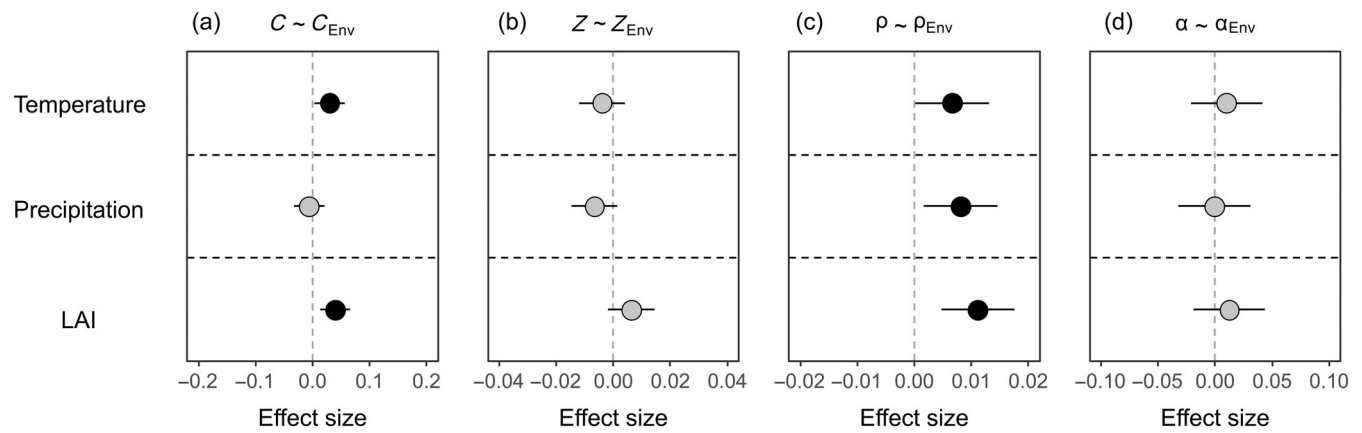 (a) C ~ C_Env (b) Z ~ Z_Env (c) ρ ~ ρ_Env (d) α ~ α_Env
Temperature
Precipitation
LAI
−0.2 −0.1 0.0 0.1 0.2 −0.04 −0.02 0.00 0.02 0.04 −0.02 −0.01 0.00 0.01 0.02 −0.10 −0.05 0.00 0.05 0.10
Effect size Effect size Effect size Effect size